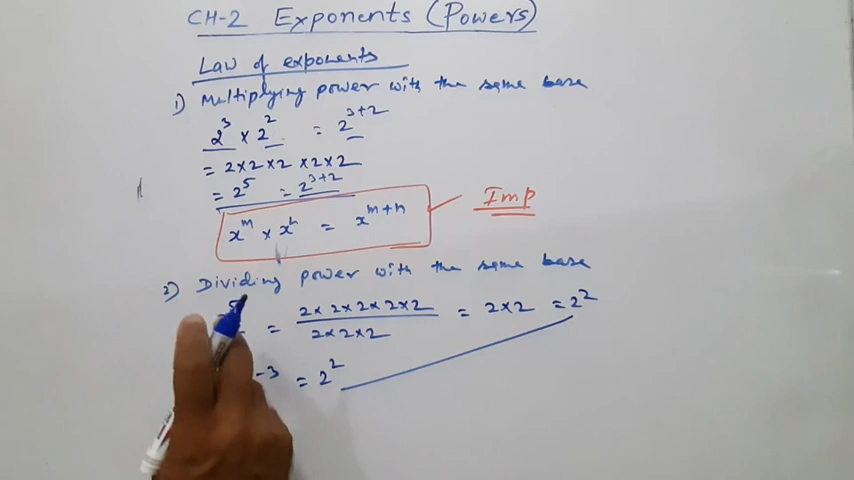 CH-2 Exponents (Powers)
Law of exponents
1) Multiplying power with the same base
2³ × 2² = 2³⁺²
= 2×2×2 ×2×2
= 2⁵ = 2³⁺²
xᵐ × xⁿ = xᵐ⁺ⁿ Imp
2) Dividing power with the same base
= 2×2×2×2×2 / 2×2×2 = 2×2 = 2²
-3 = 2²